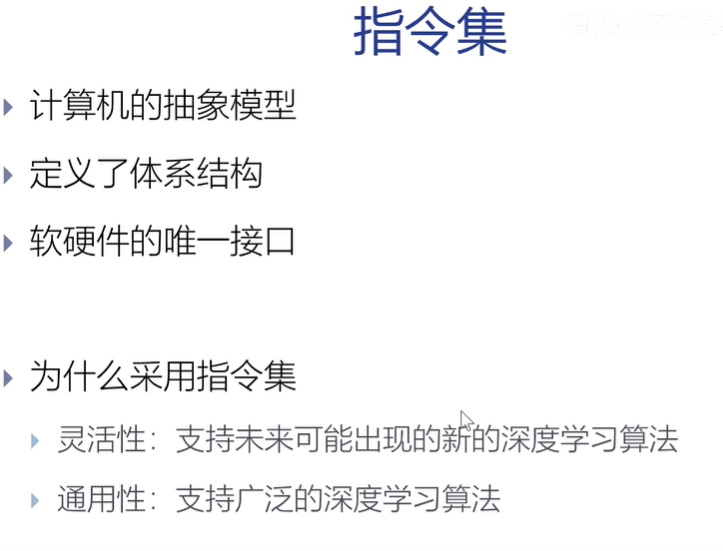 指令集
计算机的抽象模型
定义了体系结构
软硬件的唯一接口
为什么采用指令集
灵活性：支持未来可能出现的新的深度学习算法
通用性：支持广泛的深度学习算法